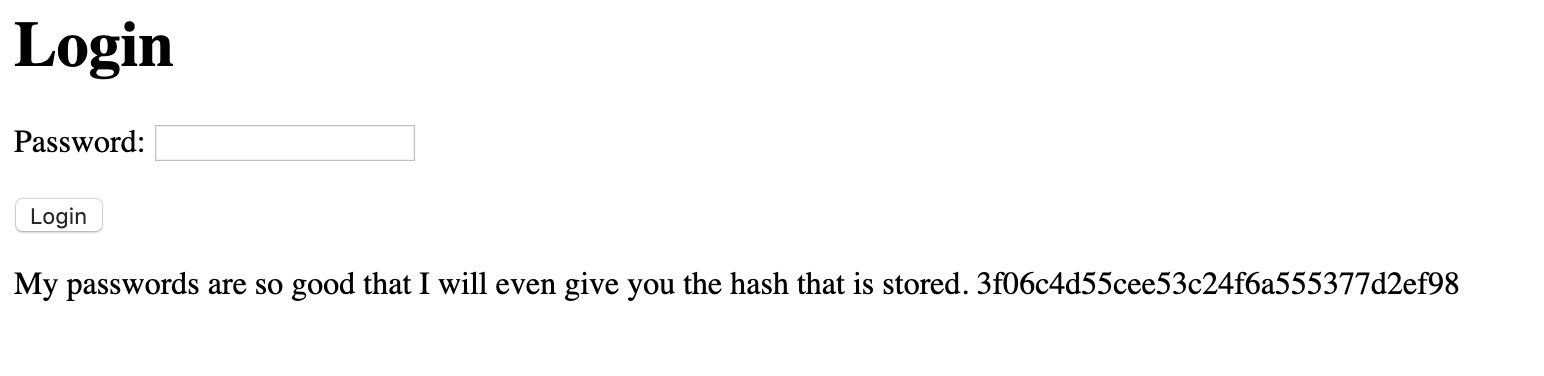 Login
Password:
Login
My passwords are so good that I will even give you the hash that is stored. 3f06c4d55cee53c24f6a555377d2ef98